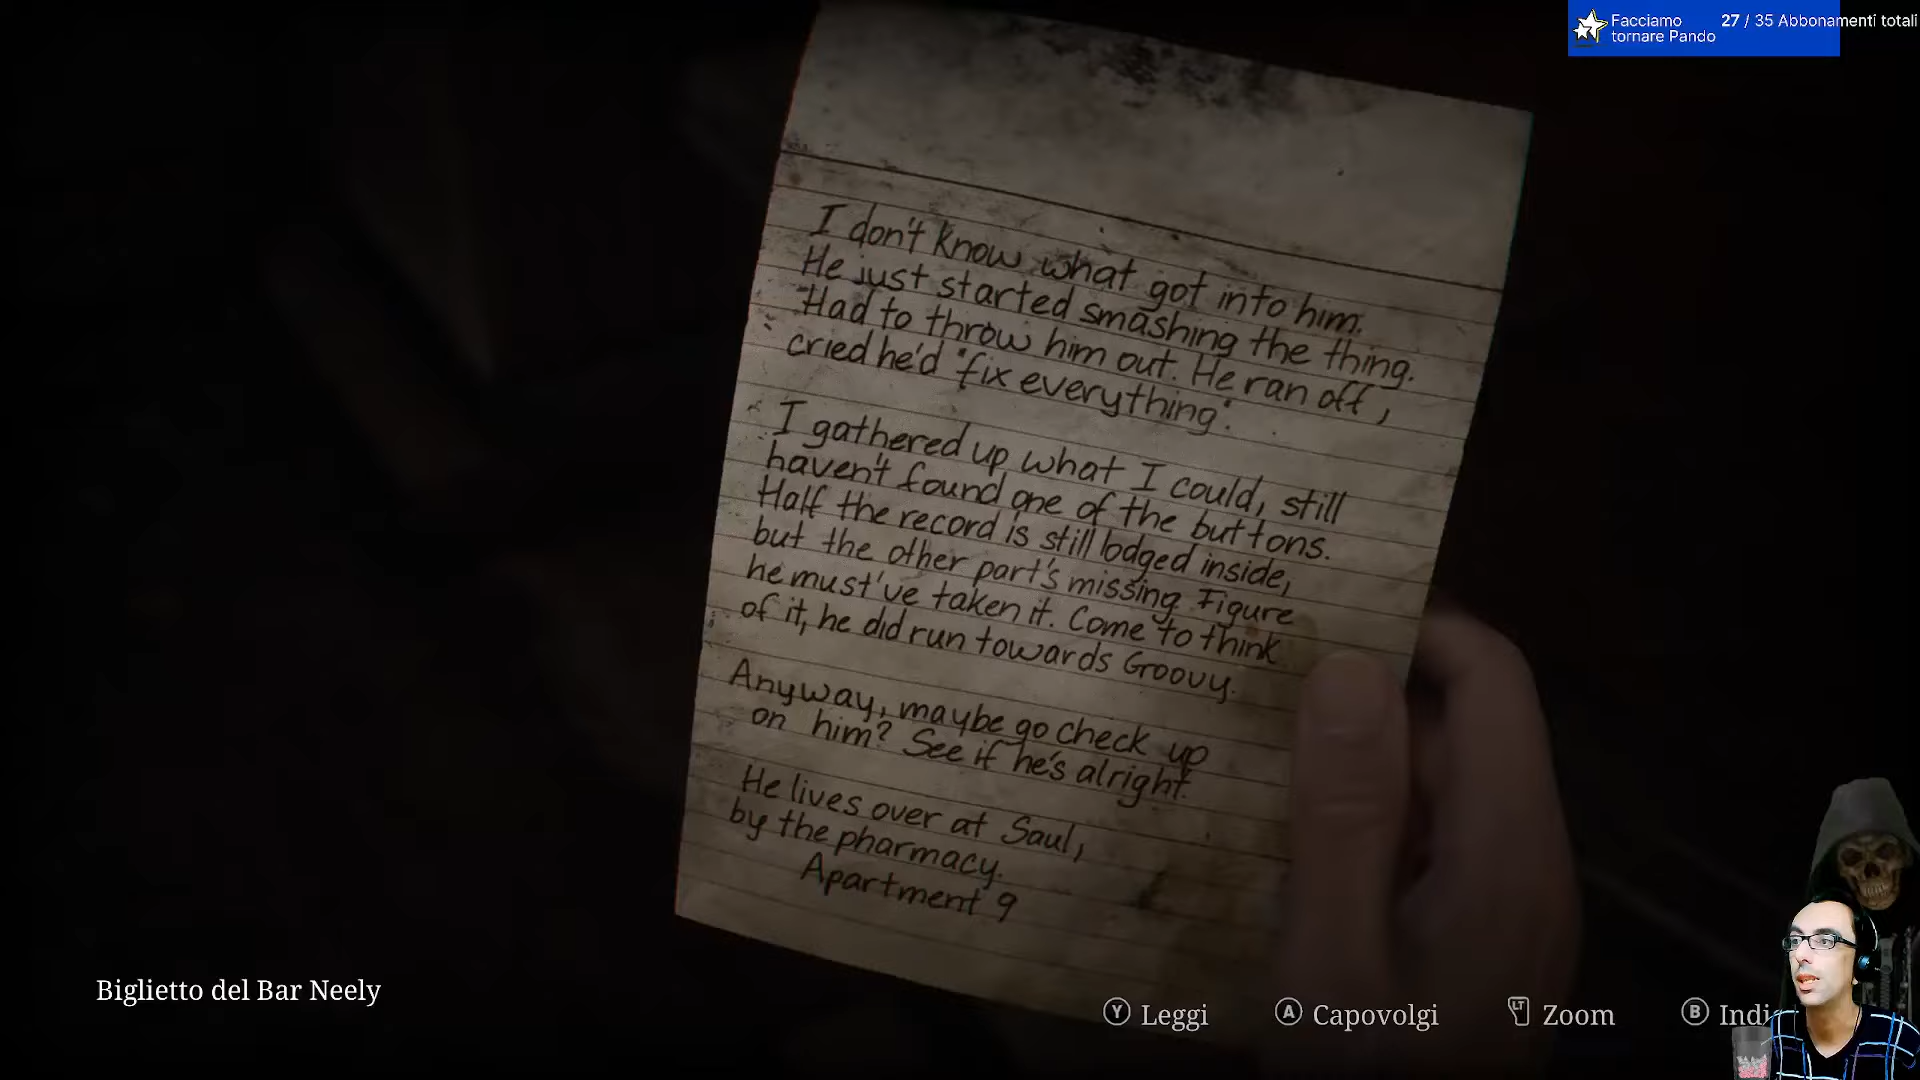 Facciamo
tornare Pando
27 / 35 Abbonamenti totali
I don't know what got into him.
He just started smashing the thing.
Had to throw him out. He ran off,
cried he'd "fix everything".
I gathered up what I could, still
haven't found one of the buttons.
Half the record is still lodged inside,
but the other part's missing. Figure
he must've taken it. Come to think
of it, he did run towards Groovy.
Anyway, maybe go check up
on him? See if he's alright.
He lives over at Saul,
by the pharmacy.
Apartment 9
Biglietto del Bar Neely
Y Leggi
A Capovolgi
LT Zoom
B